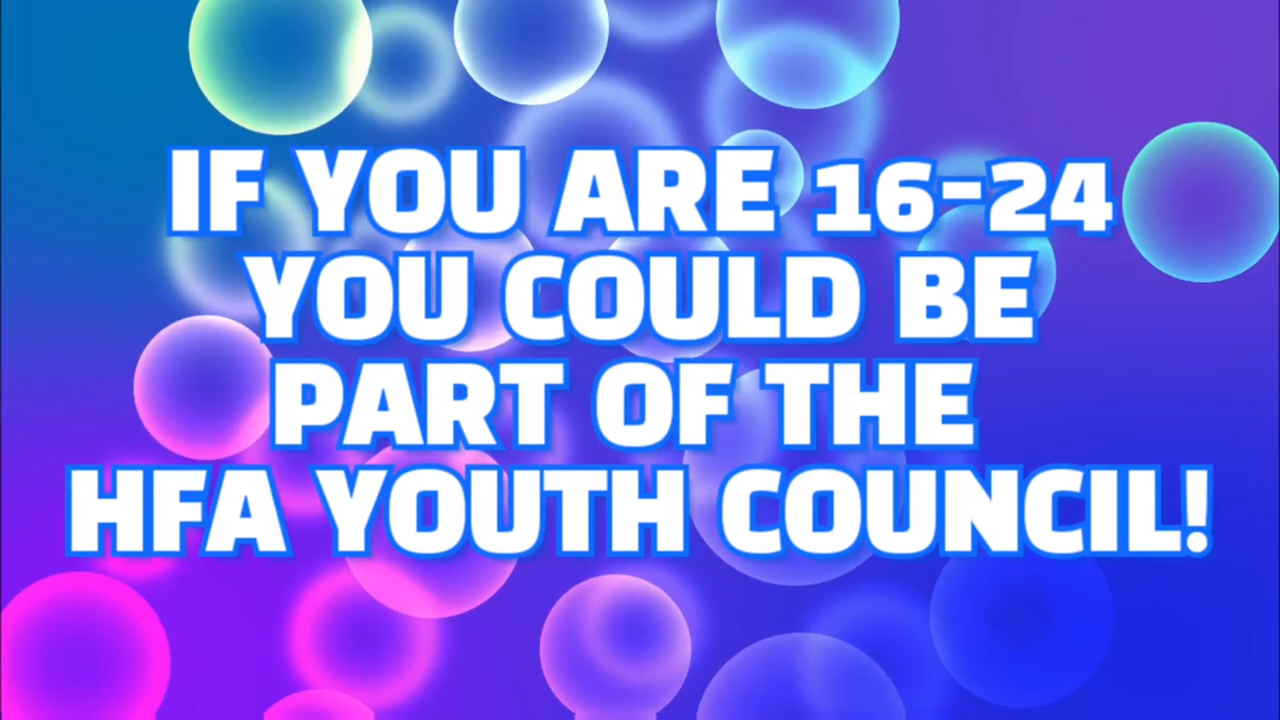 IF YOU ARE 16-24
YOU COULD BE
PART OF THE
HFA YOUTH COUNCIL!